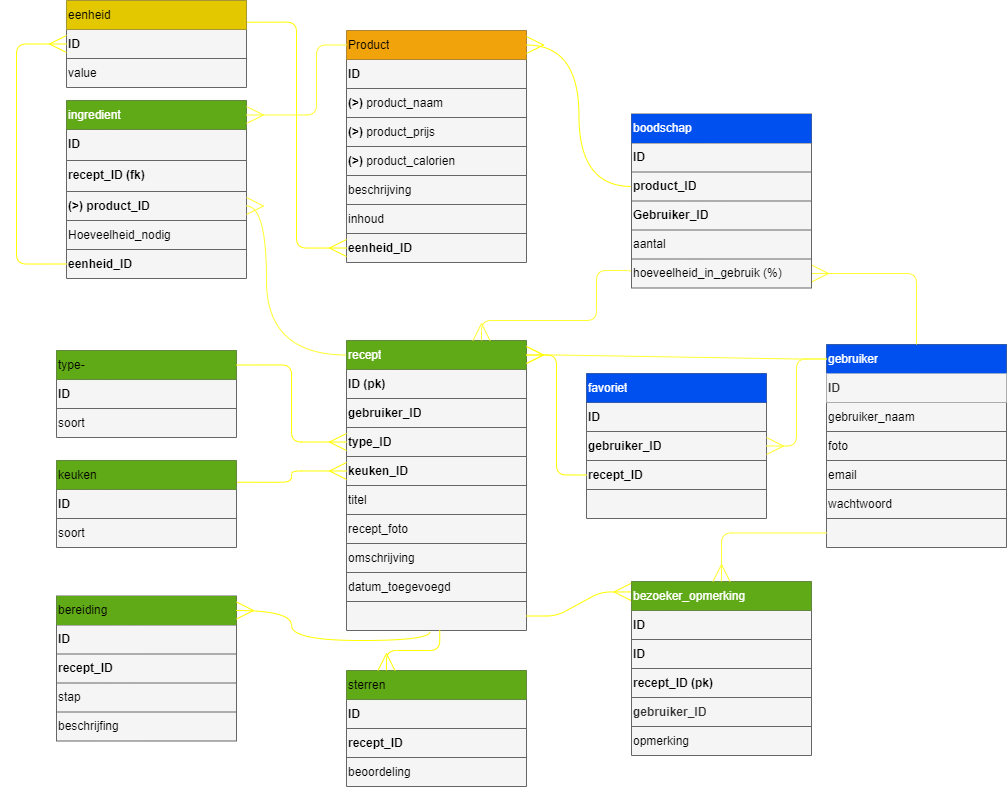 eenheid
ID
value
ingredient
ID
recept_ID (fk)
(>) product_ID
Hoeveelheid_nodig
eenheid_ID
Product
ID
(>) product_naam
(>) product_prijs
(>) product_calorien
beschrijving
inhoud
eenheid_ID
boodschap
ID
product_ID
Gebruiker_ID
aantal
hoeveelheid_in_gebruik (%)
type-
ID
soort
keuken
ID
soort
recept
ID (pk)
gebruiker_ID
type_ID
keuken_ID
titel
recept_foto
omschrijving
datum_toegevoegd
favoriet
ID
gebruiker_ID
recept_ID
gebruiker
ID
gebruiker_naam
foto
email
wachtwoord
bereiding
ID
recept_ID
stap
beschrijfing
sterren
ID
recept_ID
beoordeling
bezoeker_opmerking
ID
ID
recept_ID (pk)
gebruiker_ID
opmerking